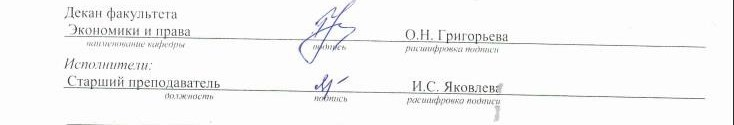 Декан факультета
Экономики и права О.Н. Григорьева
наименование кафедры подпись расшифровка подписи
Исполнители:
Старший преподаватель И.С. Яковлева
должность подпись расшифровка подписи